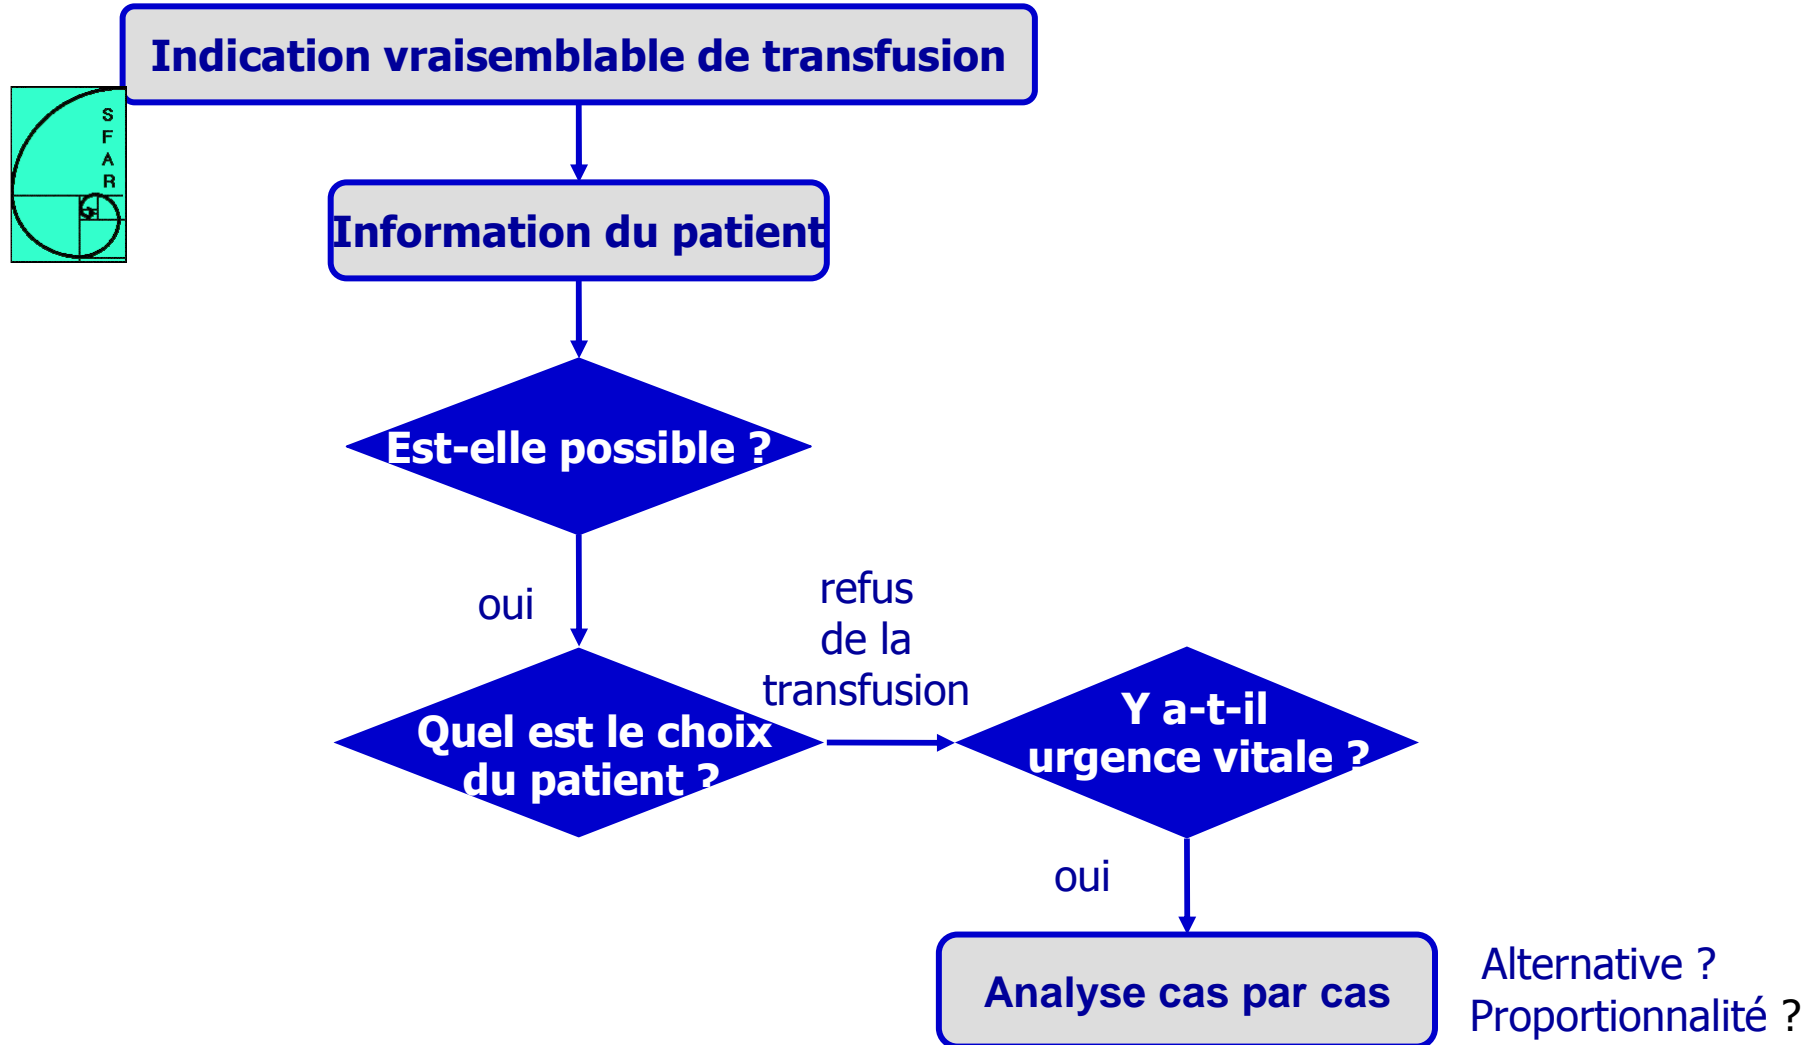 Indication vraisemblable de transfusion
S
F
A
R
Information du patient
Est-elle possible ?
oui
refus
de la
transfusion
Quel est le choix
du patient ?
Y a-t-il
urgence vitale ?
oui
Analyse cas par cas
Alternative ?
Proportionnalité ?